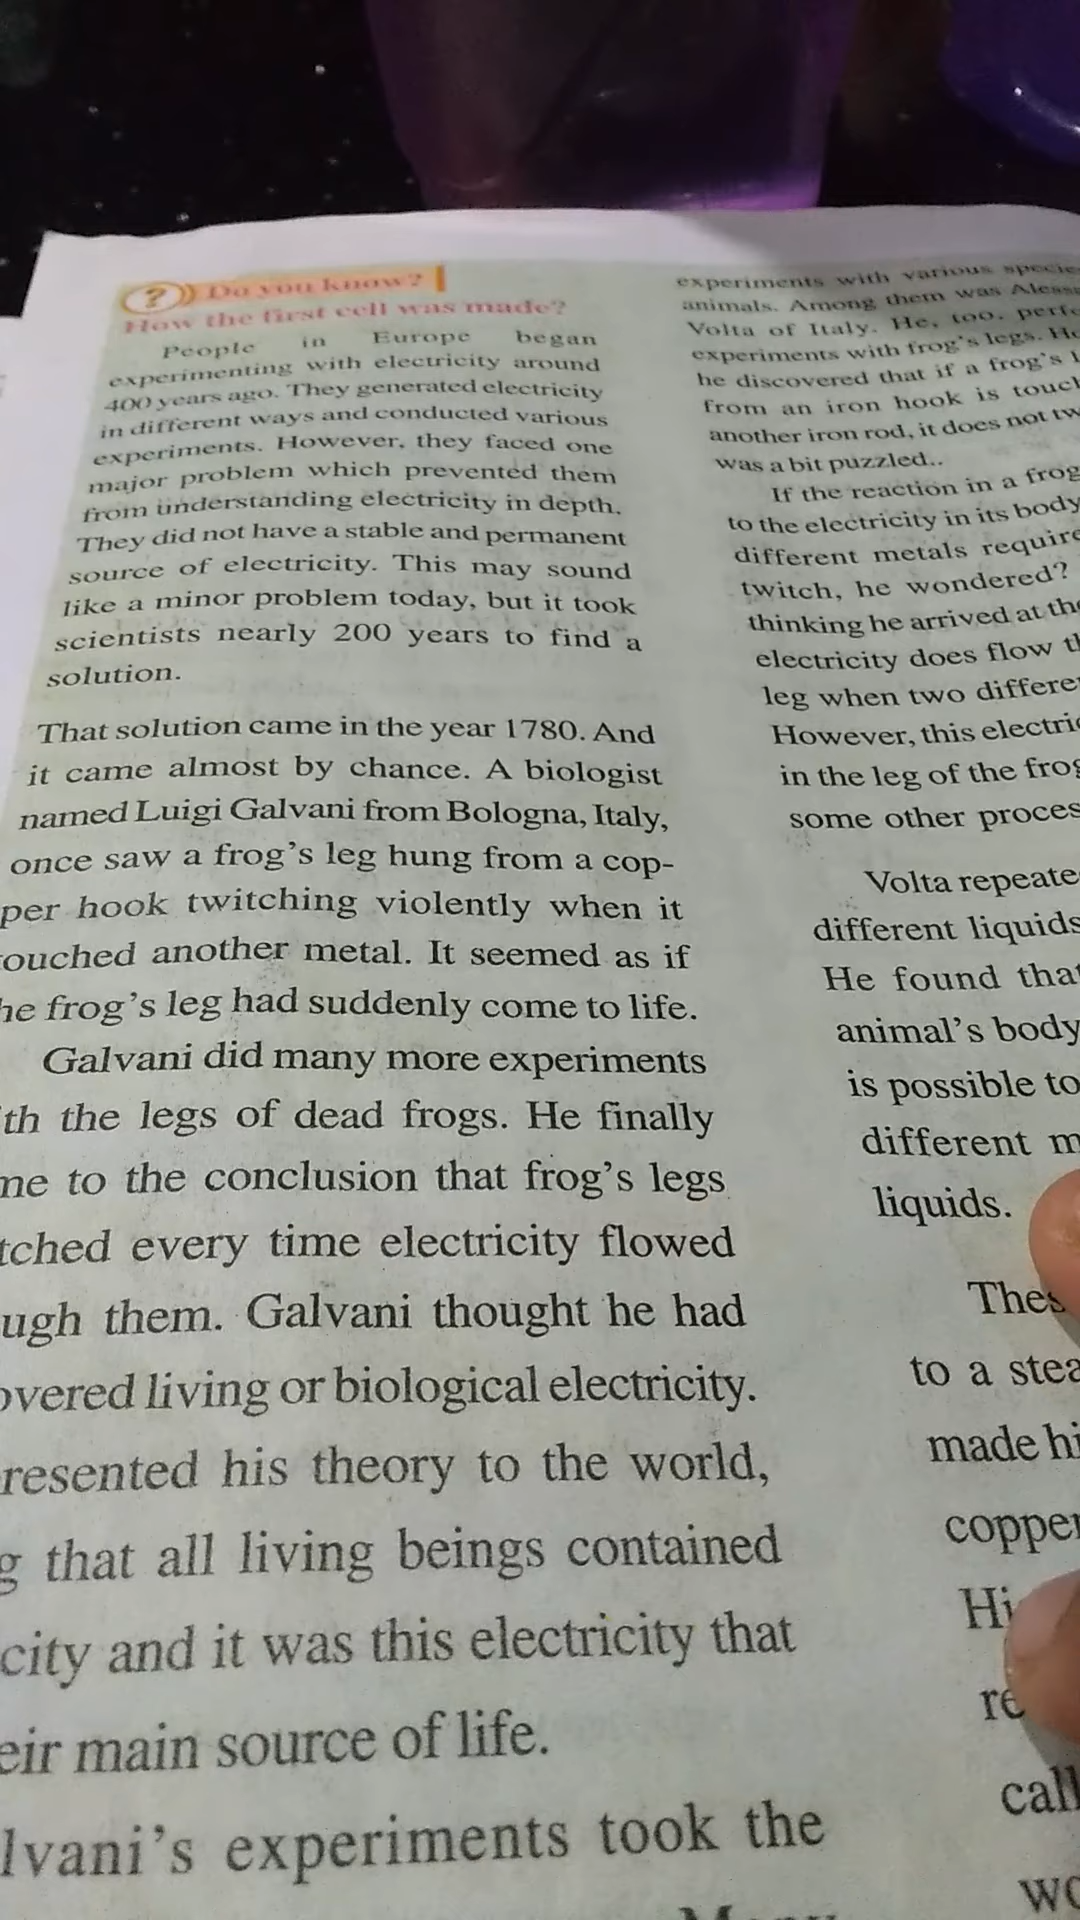 Do you know?
How the first cell was made?
People in Europe began
experimenting with electricity around
400 years ago. They generated electricity
in different ways and conducted various
experiments. However, they faced one
major problem which prevented them
from understanding electricity in depth.
They did not have a stable and permanent
source of electricity. This may sound
like a minor problem today, but it took
scientists nearly 200 years to find a
solution.
That solution came in the year 1780. And
it came almost by chance. A biologist
named Luigi Galvani from Bologna, Italy,
once saw a frog's leg hung from a cop-
per hook twitching violently when it
ouched another metal. It seemed as if
he frog's leg had suddenly come to life.
Galvani did many more experiments
th the legs of dead frogs. He finally
me to the conclusion that frog's legs
tched every time electricity flowed
ugh them. Galvani thought he had
overed living or biological electricity.
resented his theory to the world,
g that all living beings contained
city and it was this electricity that
eir main source of life.
lvani's experiments took the
Many
experiments with various specie
animals. Among them was Aless
Volta of Italy. He, too, perfo
experiments with frog's legs. Ho
he discovered that if a frog's l
from an iron hook is touch
another iron rod, it does not tw
was a bit puzzled..
If the reaction in a frog
to the electricity in its body
different metals require
twitch, he wondered?
thinking he arrived at the
electricity does flow th
leg when two differe
However, this electric
in the leg of the frog
some other proces
Volta repeate
different liquids
He found that
animal's body
is possible to
different m
liquids.
Thes
to a stea
made hi
copper
Hi
re
call
wo